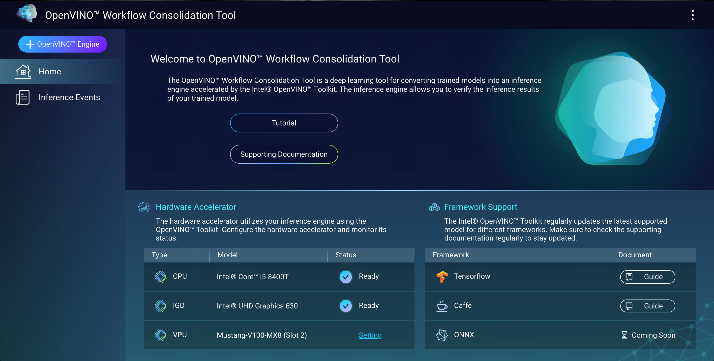 OpenVINO™ Workflow Consolidation Tool
OpenVINO™ Engine
Home
Inference Events
Welcome to OpenVINO™ Workflow Consolidation Tool
The OpenVINO™ Workflow Consolidation Tool is a deep learning tool for converting trained models into an inference
engine accelerated by the Intel® OpenVINO™ Toolkit. The inference engine allows you to verify the inference results
of your trained model.
Tutorial
Supporting Documentation
Hardware Accelerator
The hardware accelerator utilizes your inference engine using the
OpenVINO™ Toolkit. Configure the hardware accelerator and monitor its
status.
Type Model Status
CPU Intel® Core™ i5-8400T Ready
IGD Intel® UHD Graphics 630 Ready
VPU Mustang-V100-MX8 (Slot 2) Setting
Framework Support
The Intel® OpenVINO™ Toolkit regularly updates the latest supported
model for different frameworks. Make sure to check the supporting
documentation regularly to stay updated.
Framework Document
Tensorflow Guide
Caffe Guide
ONNX Coming Soon